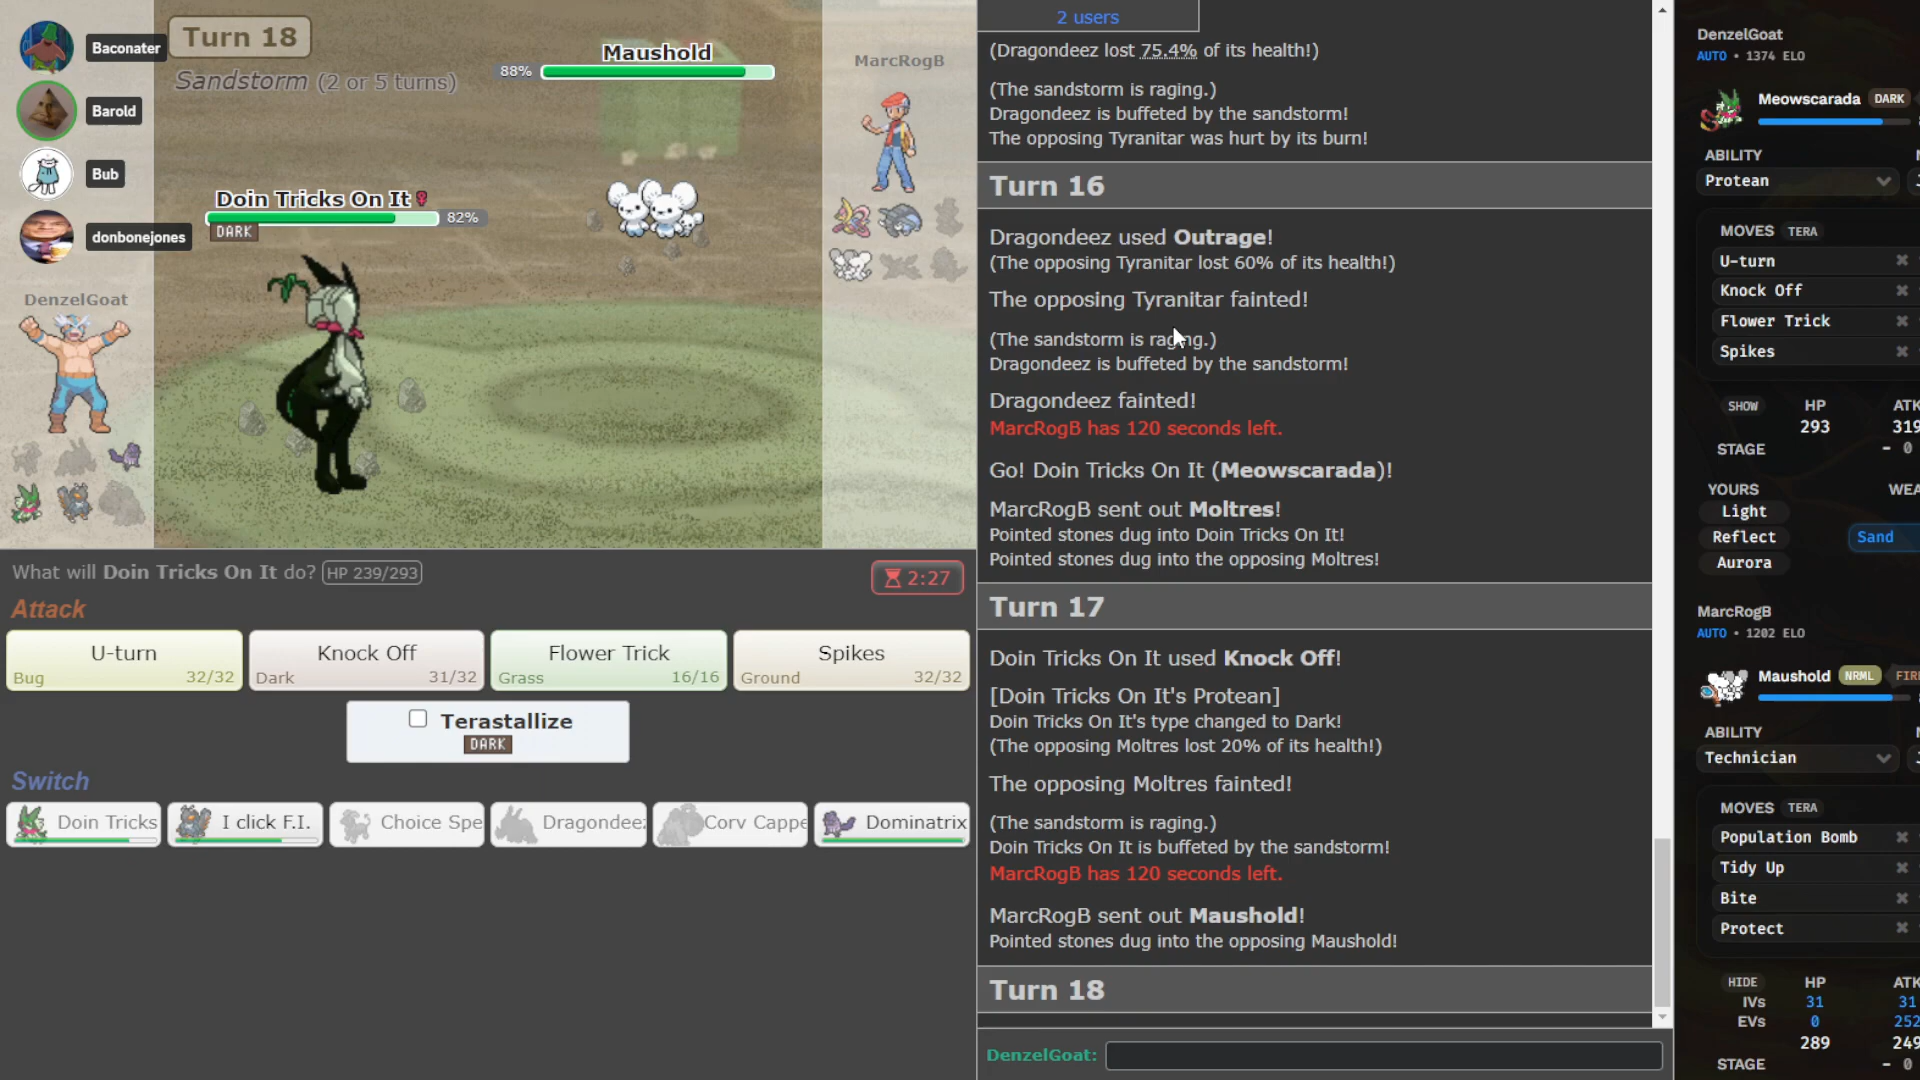 Baconater
Barold
Bub
donbonejones
Turn 18
Sandstorm (2 or 5 turns)
88%
Maushold
MarcRogB
Doin Tricks On It
82%
DARK
DenzelGoat
What will Doin Tricks On It do? HP 239/293
2:27
Attack
U-turn
Bug 32/32
Knock Off
Dark 31/32
Flower Trick
Grass 16/16
Spikes
Ground 32/32
Terastallize
DARK
Switch
Doin Tricks
I click F.I.
Choice Spe
Dragondee
Corv Cappe
Dominatrix
2 users
(Dragondeez lost 75.4% of its health!)
(The sandstorm is raging.)
Dragondeez is buffeted by the sandstorm!
The opposing Tyranitar was hurt by its burn!
Turn 16
Dragondeez used Outrage!
(The opposing Tyranitar lost 60% of its health!)
The opposing Tyranitar fainted!
(The sandstorm is raging.)
Dragondeez is buffeted by the sandstorm!
Dragondeez fainted!
MarcRogB has 120 seconds left.
Go! Doin Tricks On It (Meowscarada)!
MarcRogB sent out Moltres!
Pointed stones dug into Doin Tricks On It!
Pointed stones dug into the opposing Moltres!
Turn 17
Doin Tricks On It used Knock Off!
[Doin Tricks On It's Protean]
Doin Tricks On It's type changed to Dark!
(The opposing Moltres lost 20% of its health!)
The opposing Moltres fainted!
(The sandstorm is raging.)
Doin Tricks On It is buffeted by the sandstorm!
MarcRogB has 120 seconds left.
MarcRogB sent out Maushold!
Pointed stones dug into the opposing Maushold!
Turn 18
DenzelGoat:
DenzelGoat
AUTO • 1374 ELO
Meowscarada DARK
ABILITY
Protean
MOVES TERA
U-turn
Knock Off
Flower Trick
Spikes
SHOW HP ATK
293 319
STAGE - 0
YOURS WEA
Light
Reflect Sand
Aurora
MarcRogB
AUTO • 1202 ELO
Maushold NRML FIR
ABILITY
Technician
MOVES TERA
Population Bomb
Tidy Up
Bite
Protect
HIDE HP ATK
IVs 31 31
EVs 0 252
289 249
STAGE - 0